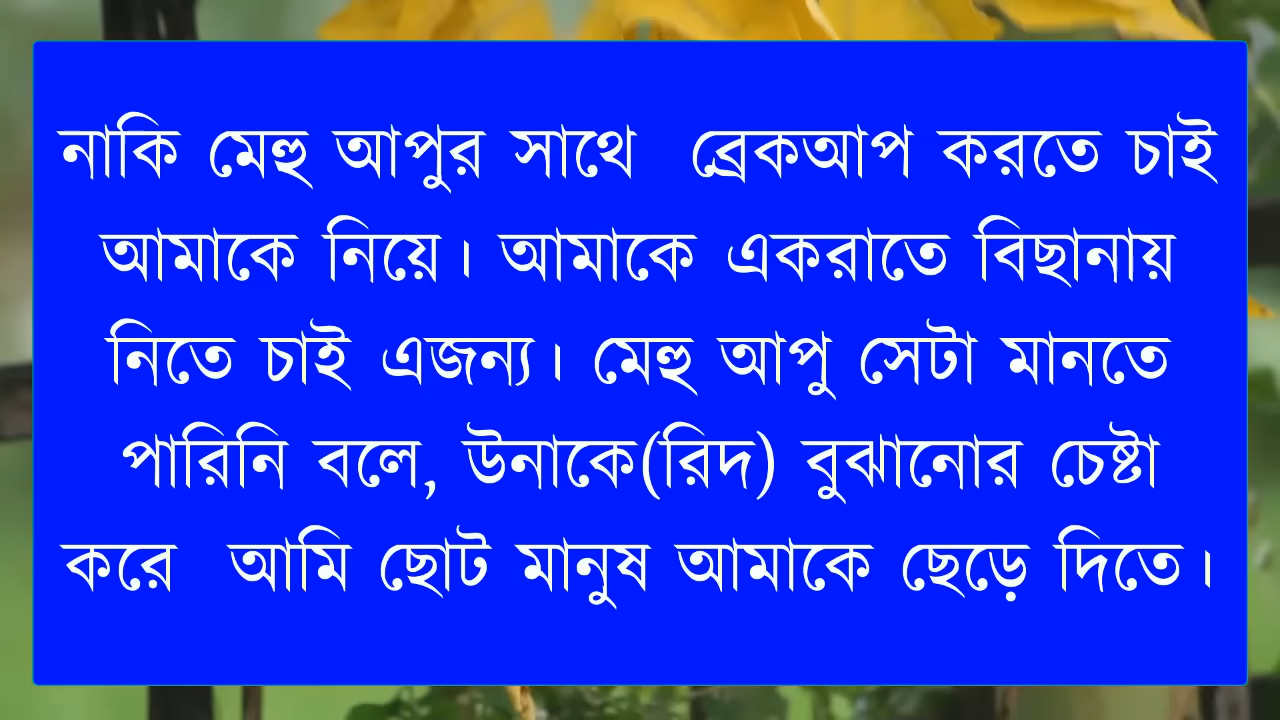 নাকি মেহু আপুর সাথে  ব্রেকআপ করতে চাই
আমাকে নিয়ে। আমাকে একরাতে বিছানায়
নিতে চাই এজন্য। মেহু আপু সেটা মানতে
পারিনি বলে, উনাকে(রিদ) বুঝানোর চেষ্টা
করে  আমি ছোট মানুষ আমাকে ছেড়ে দিতে।